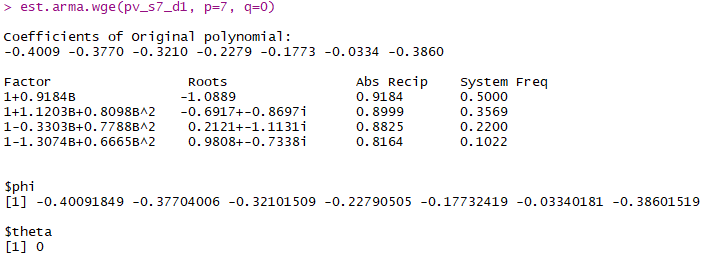 > est.arma.wge(pv_s7_d1, p=7, q=0)
Coefficients of Original polynomial:
-0.4009 -0.3770 -0.3210 -0.2279 -0.1773 -0.0334 -0.3860
Factor Roots Abs Recip System Freq
1+0.9184B -1.0889 0.9184 0.5000
1+1.1203B+0.8098B^2 -0.6917+-0.8697i 0.8999 0.3569
1-0.3303B+0.7788B^2 0.2121+-1.1131i 0.8825 0.2200
1-1.3074B+0.6665B^2 0.9808+-0.7338i 0.8164 0.1022
$phi
[1] -0.40091849 -0.37704006 -0.32101509 -0.22790505 -0.17732419 -0.03340181 -0.38601519
$theta
[1] 0